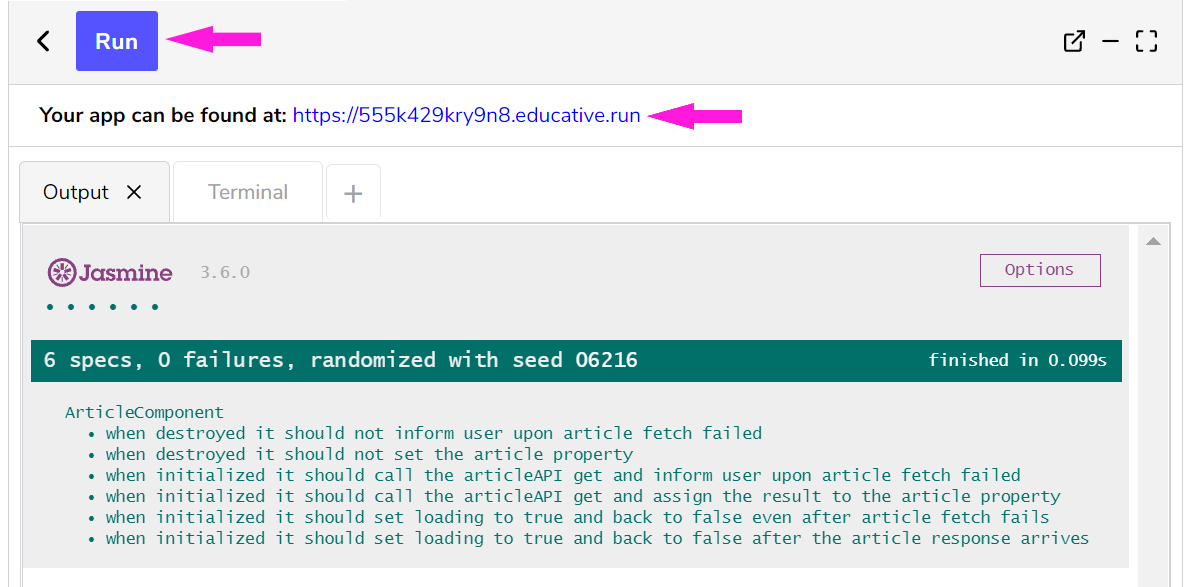 Run
Your app can be found at: https://555k429kry9n8.educative.run
Output
Terminal
Jasmine 3.6.0
Options
6 specs, 0 failures, randomized with seed 06216
finished in 0.099s
ArticleComponent
• when destroyed it should not inform user upon article fetch failed
• when destroyed it should not set the article property
• when initialized it should call the articleAPI get and inform user upon article fetch failed
• when initialized it should call the articleAPI get and assign the result to the article property
• when initialized it should set loading to true and back to false even after article fetch fails
• when initialized it should set loading to true and back to false after the article response arrives